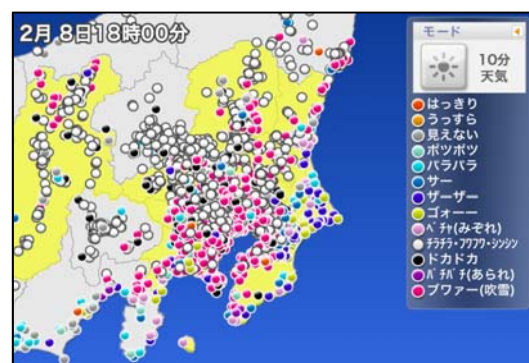 2月 8日18時00分
モード
10分
天気
はっきり
うっすら
見えない
ポツポツ
パラパラ
サー
ザーザー
ゴォーー
ベチャ(みぞれ)
チラチラ・フワフワ・シンシン
ドカドカ
バチバチ(あられ)
ブワァー(吹雪)